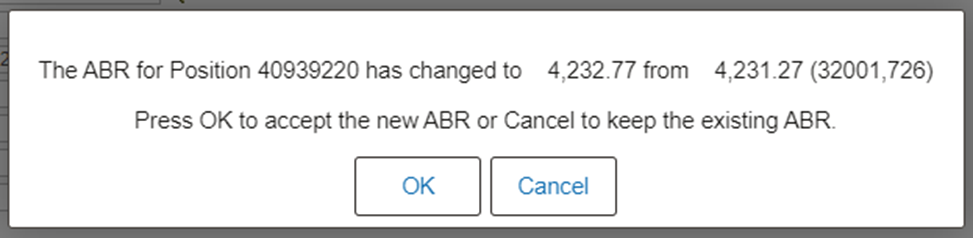 The ABR for Position 40939220 has changed to 4,232.77 from 4,231.27 (32001,726)
Press OK to accept the new ABR or Cancel to keep the existing ABR.
OK
Cancel